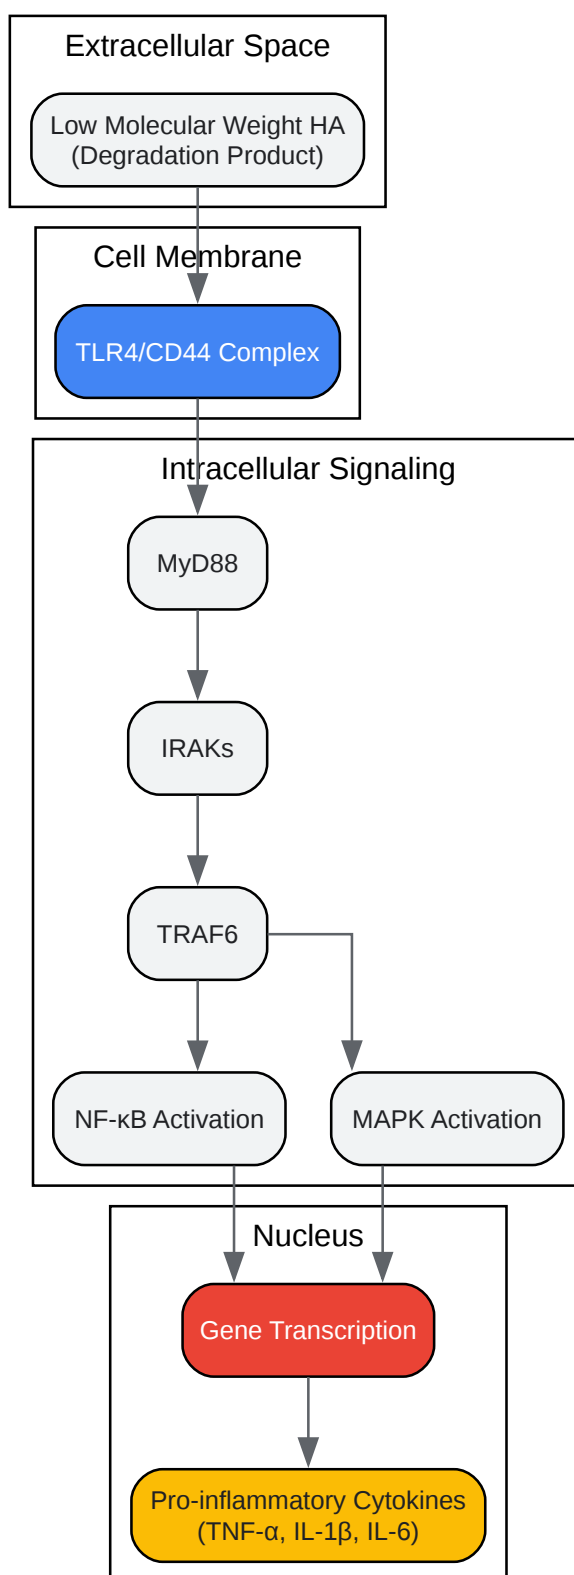 Extracellular Space
Low Molecular Weight HA
(Degradation Product)
Cell Membrane
TLR4/CD44 Complex
Intracellular Signaling
MyD88
IRAKs
TRAF6
NF-κB Activation
MAPK Activation
Nucleus
Gene Transcription
Pro-inflammatory Cytokines
(TNF-α, IL-1β, IL-6)